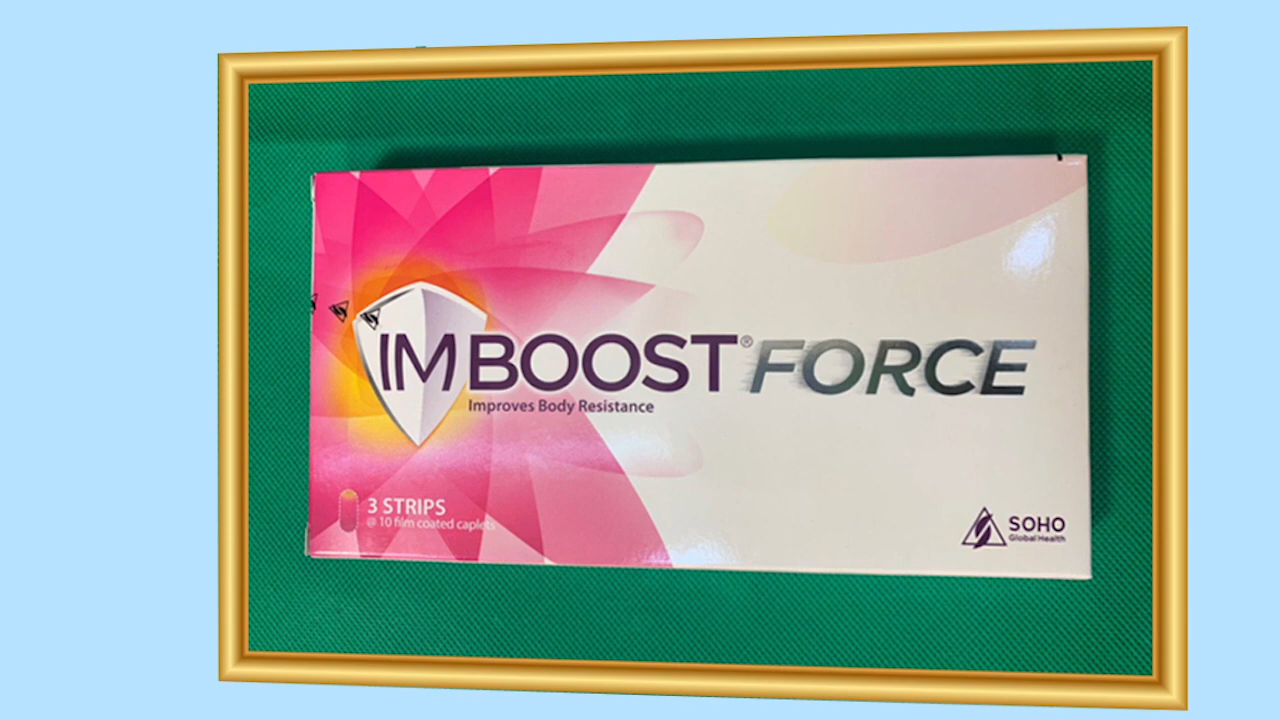 IMBOOST® FORCE
Improves Body Resistance
3 STRIPS
@ 10 film coated caplets
SOHO
Global Health